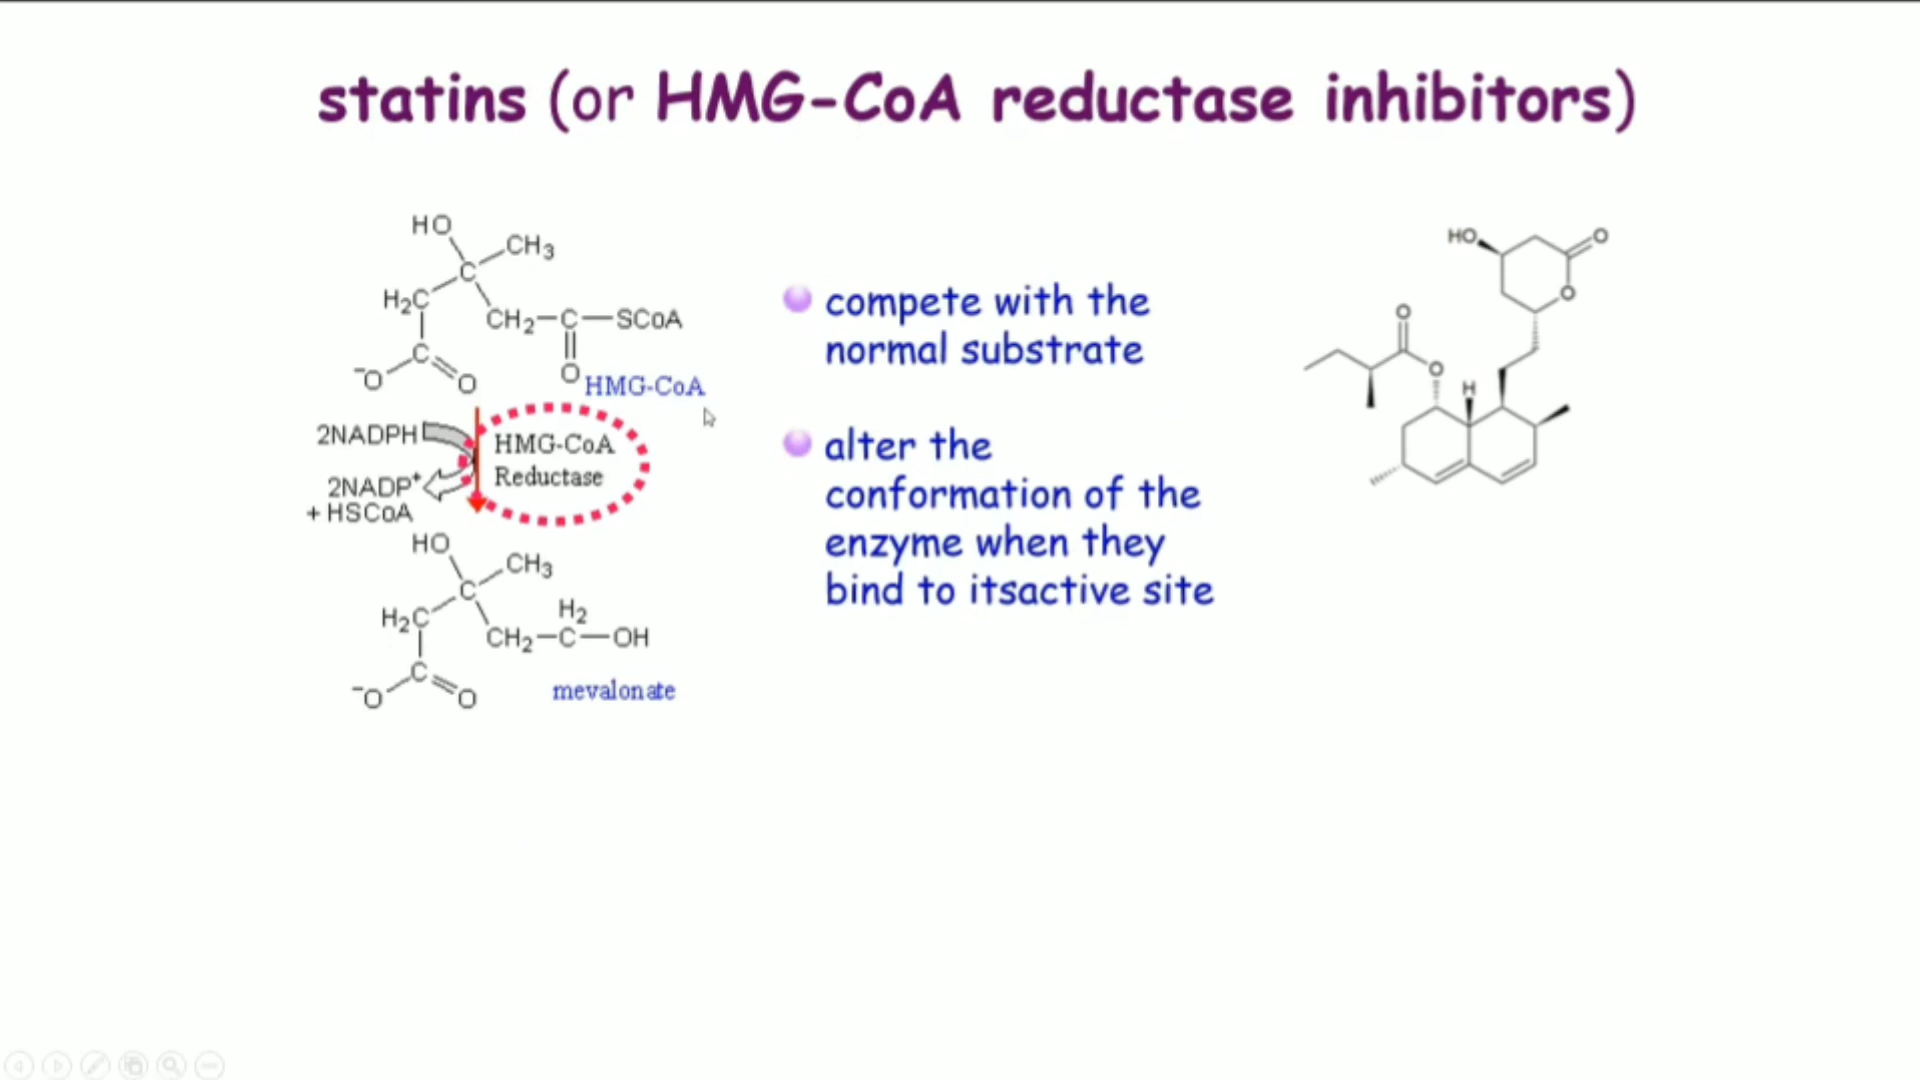 statins (or HMG-CoA reductase inhibitors)
HO
CH3
C
H2C
CH2-C-SCoA
C
-O
O
O
HMG-CoA
2NADPH
HMG-CoA
Reductase
2NADP+
+ HSCoA
HO
CH3
C
H2
H2C
CH2-C-OH
C
-O
O
mevalonate
compete with the
normal substrate
alter the
conformation of the
enzyme when they
bind to itsactive site
HO
O
O
O
O
H